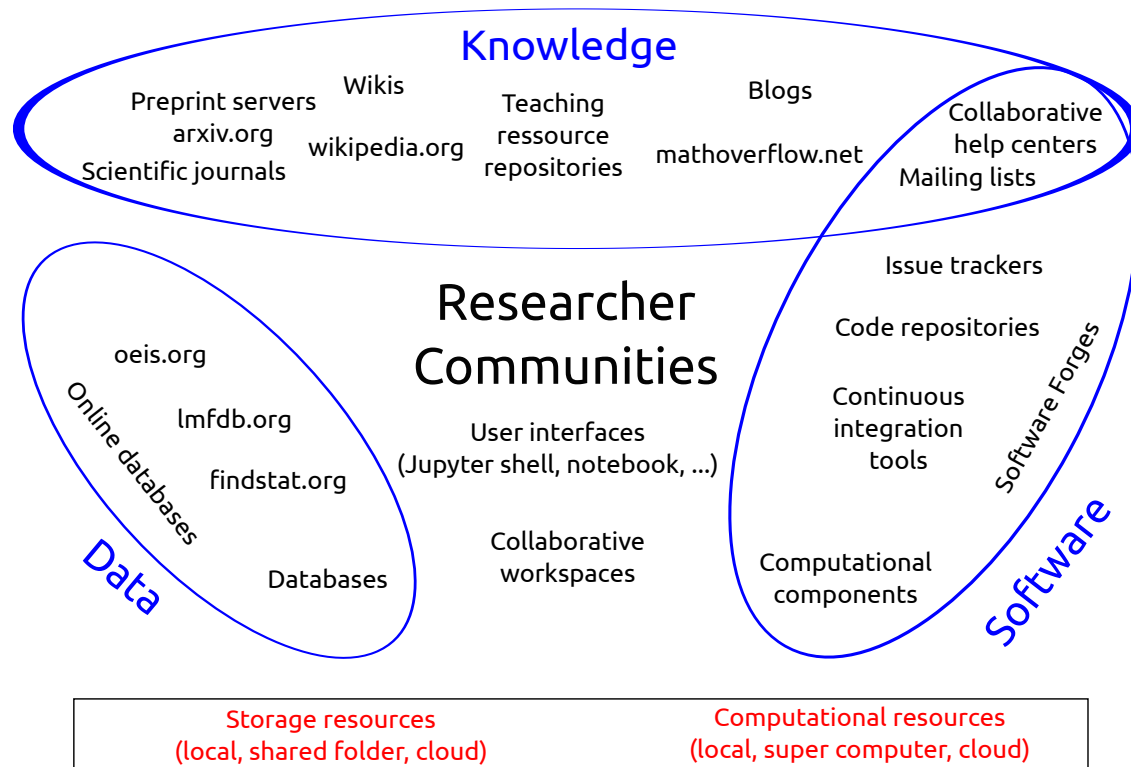 Knowledge
Preprint servers
arxiv.org
Scientific journals
Wikis
wikipedia.org
Teaching
ressource
repositories
Blogs
mathoverflow.net
Collaborative
help centers
Mailing lists
Researcher
Communities
User interfaces
(Jupyter shell, notebook, ...)
Collaborative
workspaces
oeis.org
lmfdb.org
findstat.org
Online databases
Databases
Data
Issue trackers
Code repositories
Continuous
integration
tools
Software Forges
Computational
components
Software
Storage resources
(local, shared folder, cloud)
Computational resources
(local, super computer, cloud)